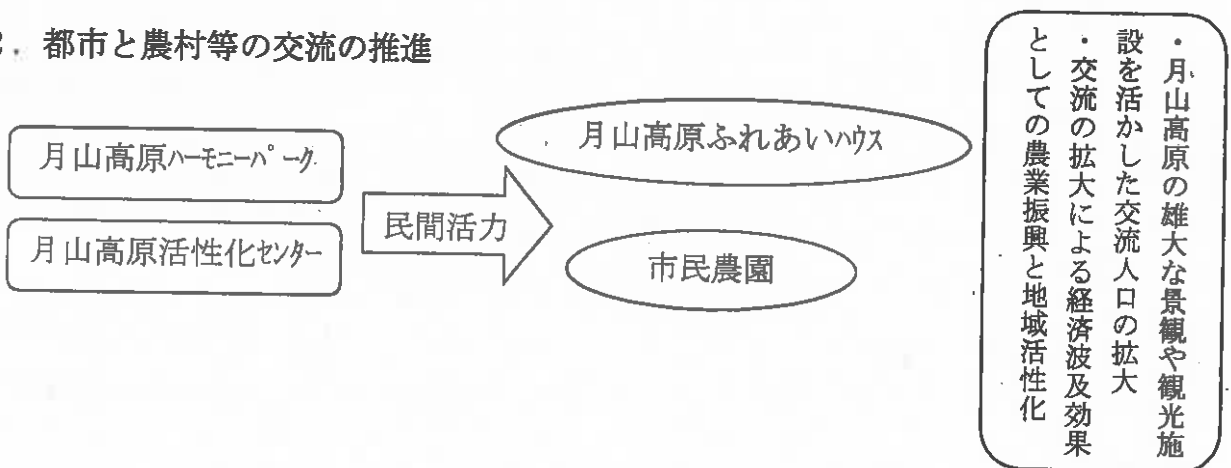 ２．都市と農村等の交流の推進
月山高原ハーモニーパーク
月山高原活性化センター
民間活力
月山高原ふれあいハウス
市民農園
・月山高原の雄大な景観や観光施
設を活かした交流人口の拡大
・交流の拡大による経済波及効果
としての農業振興と地域活性化